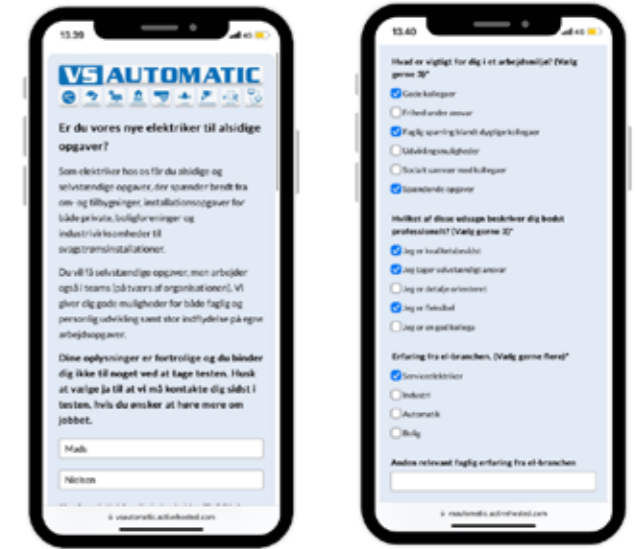 13.39
4G
VS AUTOMATIC
Er du vores nye elektriker til alsidige
opgaver?
Som elektriker hos os får du alsidige og
selvstændige opgaver, der spænder bredt fra
om- og tilbygninger, installationsopgaver for
både private, boligforeninger og
industrivirksomheder til
svagstrømsinstallationer.
Du vil få selvstændige opgaver, men arbejder
også i teams (på tværs af organisationen). Vi
giver dig gode muligheder for både faglig og
personlig udvikling samt stor indflydelse på egne
arbejdsopgaver.
Dine oplysninger er fortrolige og du binder
dig ikke til noget ved at tage testen. Husk
at vælge ja til at vi må kontakte dig sidst i
testen, hvis du ønsker at høre mere om
jobbet.
Mads
Nielsen
vsautomatic.activehosted.com
13.40
4G
Hvad er vigtigt for dig i et arbejdsmiljø? (Vælg
gerne 3)*
Gode kollegaer
Frihed under ansvar
Faglig sparring blandt dygtige kollegaer
Udviklingsmuligheder
Socialt samvær med kollegaer
Spændende opgaver
Hvilket af disse udsagn beskriver dig bedst
professionelt? (Vælg gerne 3)*
Jeg er kvalitetsbevidst
Jeg tager selvstændigt ansvar
Jeg er detaljeorienteret
Jeg er fleksibel
Jeg er en god kollega
Erfaring fra el-branchen. (Vælg gerne flere)*
Serviceelektriker
Industri
Automatik
Bolig
Anden relevant faglig erfaring fra el-branchen
vsautomatic.activehosted.com